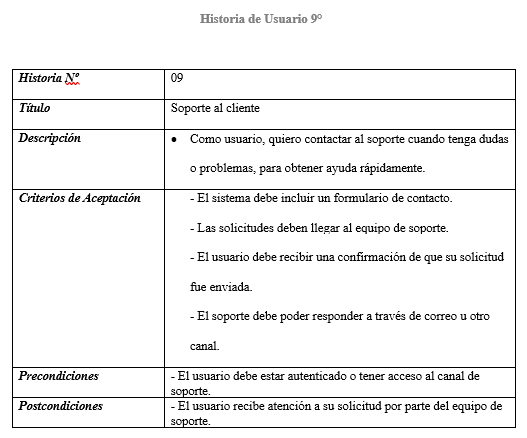 Historia de Usuario 9°
Historia Nº 09
Título Soporte al cliente
Descripción • Como usuario, quiero contactar al soporte cuando tenga dudas
o problemas, para obtener ayuda rápidamente.
Criterios de Aceptación - El sistema debe incluir un formulario de contacto.
- Las solicitudes deben llegar al equipo de soporte.
- El usuario debe recibir una confirmación de que su solicitud
fue enviada.
- El soporte debe poder responder a través de correo u otro
canal.
Precondiciones - El usuario debe estar autenticado o tener acceso al canal de
soporte.
Postcondiciones - El usuario recibe atención a su solicitud por parte del equipo de
soporte.